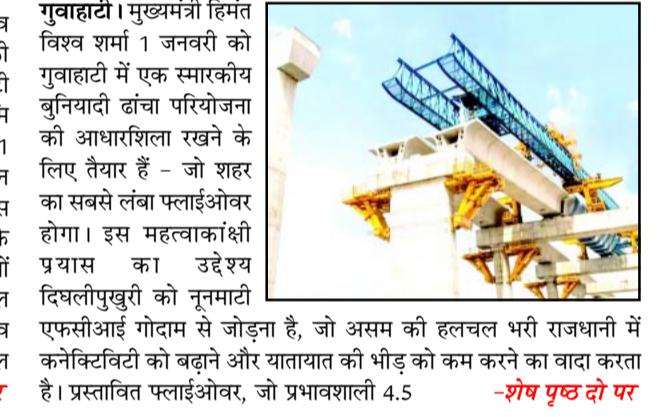 गुवाहाटी। मुख्यमंत्री हिमंत
विश्व शर्मा 1 जनवरी को
गुवाहाटी में एक स्मारकीय
बुनियादी ढांचा परियोजना
की आधारशिला रखने के
लिए तैयार हैं – जो शहर
का सबसे लंबा फ्लाईओवर
होगा। इस महत्वाकांक्षी
प्रयास का उद्देश्य
दिघलीपुखुरी को नूनमाटी
एफसीआई गोदाम से जोड़ना है, जो असम की हलचल भरी राजधानी में
कनेक्टिविटी को बढ़ाने और यातायात की भीड़ को कम करने का वादा करता
है। प्रस्तावित फ्लाईओवर, जो प्रभावशाली 4.5 -शेष पृष्ठ दो पर